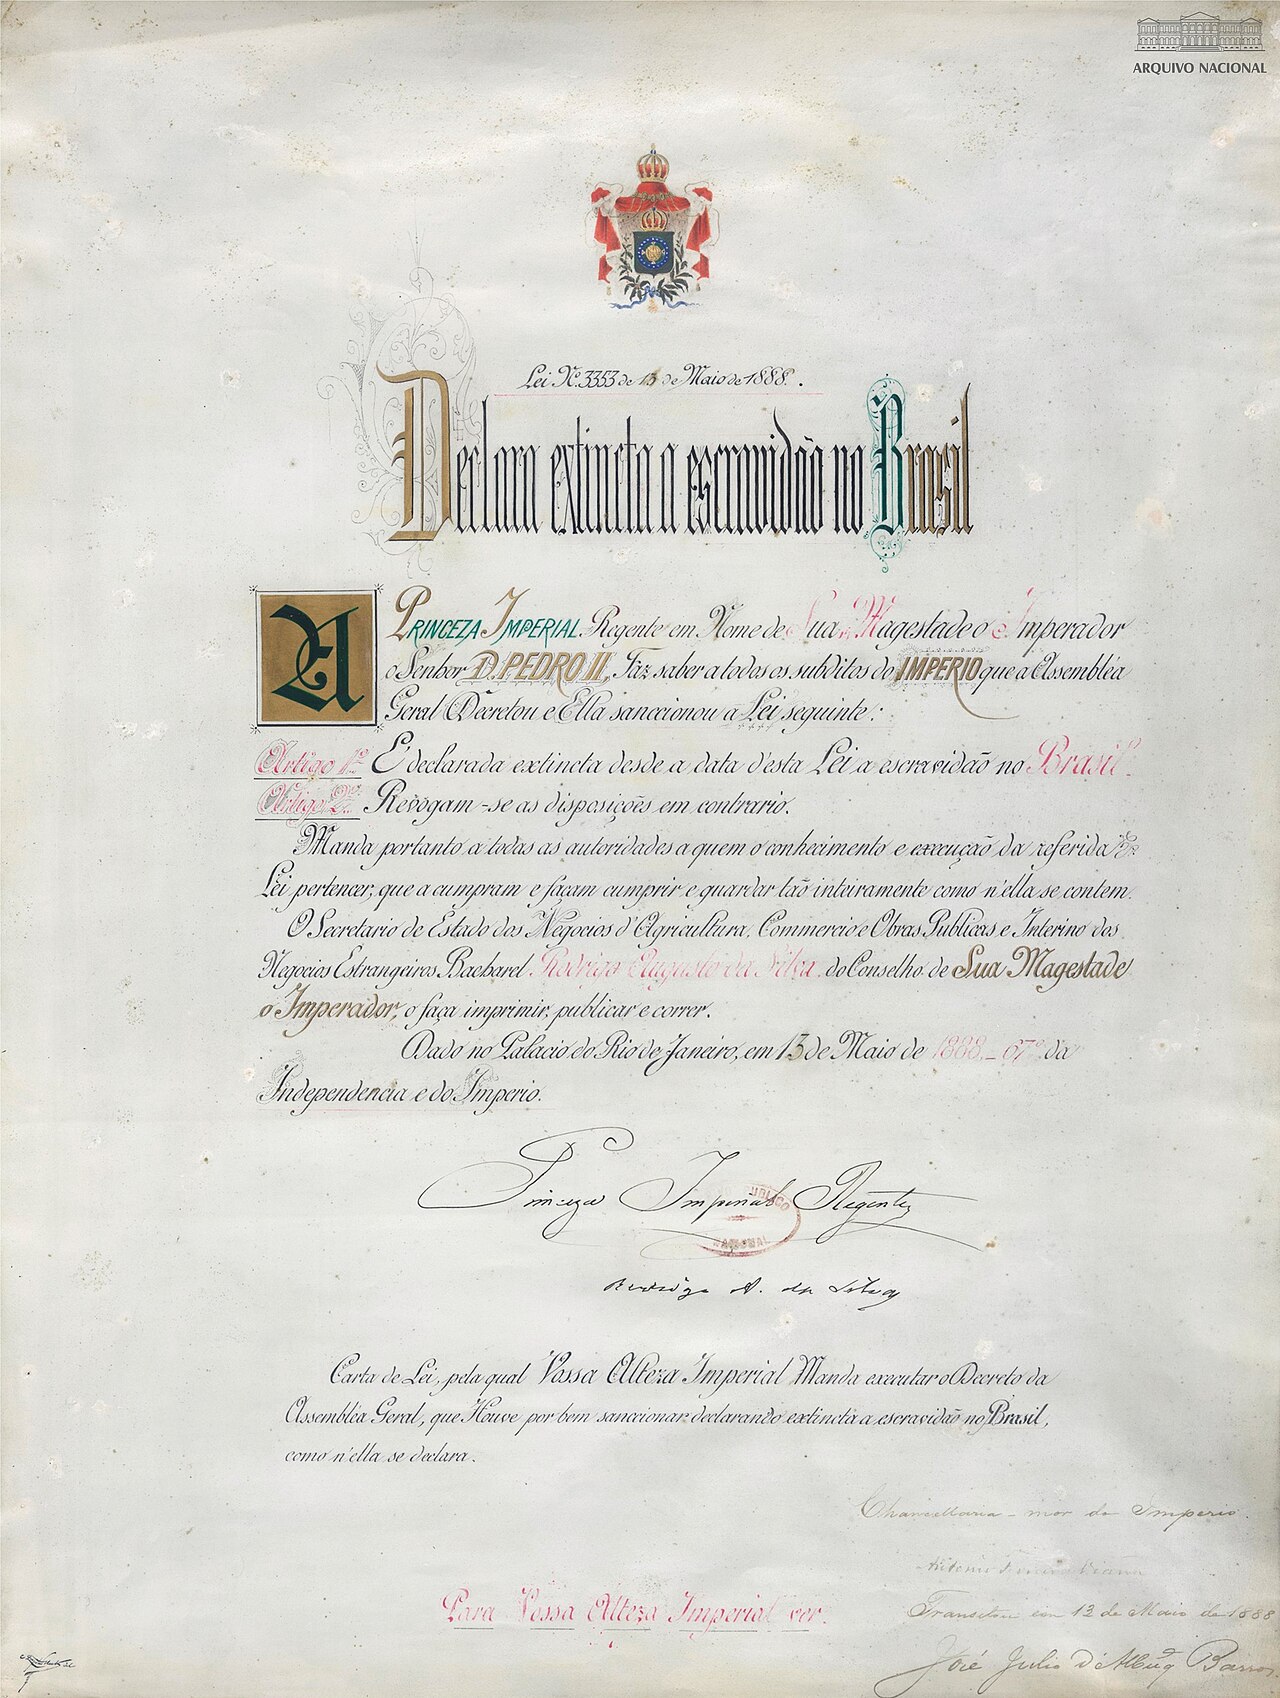 ARQUIVO NACIONAL
Lei Nº 3353 de 13 de Maio de 1888.
Declara extincta a escravidão no Brasil
A PRINCEZA IMPERIAL Regente em Nome de Sua Magestade o Imperador
o Senhor D. PEDRO II, Faz saber a todos os subditos do IMPERIO que a Assembléa
Geral Decretou e Ella sanccionou a Lei seguinte:
Artigo 1º É declarada extincta desde a data d'esta Lei a escravidão no Brasil.
Artigo 2º Revogam-se as disposições em contrario.
Manda portanto a todas as autoridades a quem o conhecimento e execução da referida
Lei pertencer, que a cumpram e façam cumprir e guardar tão inteiramente como n'ella se contem.
O Secretario de Estado dos Negocios d'Agricultura, Commercio e Obras Publicas e Interino dos
Negocios Estrangeiros Bacharel Rodrigo Augusto da Silva do Conselho de Sua Magestade
o Imperador, o faça imprimir, publicar e correr.
Dado no Palacio do Rio de Janeiro, em 13 de Maio de 1888. – 67º da
Independencia e do Imperio.
Princeza Imperial Regente
NACIONAL
Rodrigo A. da Silva
Carta de Lei, pela qual Vossa Alteza Imperial Manda executar o Decreto da
Assembléa Geral, que Houve por bem sanccionar declarando extincta a escravidão no Brasil,
como n'ella se declara.
Chancellaria-mor do Imperio.
Antonio Ferreira Vianna
Transitou em 13 de Maio de 1888
José Julio d'Albuqº Barros
Para Vossa Alteza Imperial ver.